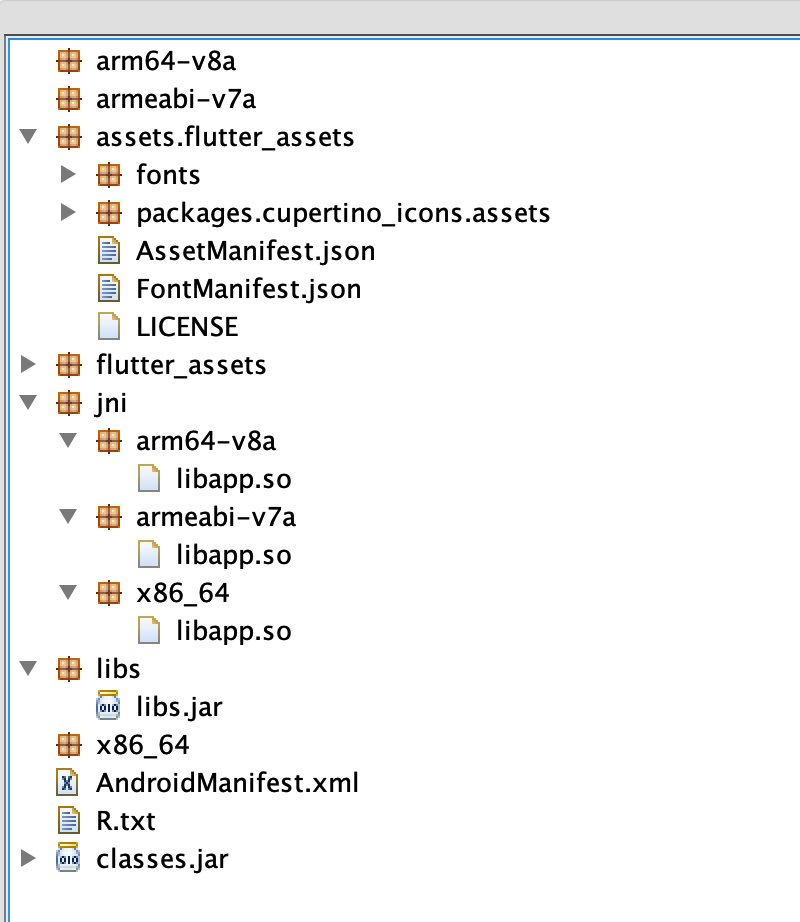 arm64-v8a
armeabi-v7a
assets.flutter_assets
fonts
packages.cupertino_icons.assets
AssetManifest.json
FontManifest.json
LICENSE
flutter_assets
jni
arm64-v8a
libapp.so
armeabi-v7a
libapp.so
x86_64
libapp.so
libs
libs.jar
x86_64
AndroidManifest.xml
R.txt
classes.jar